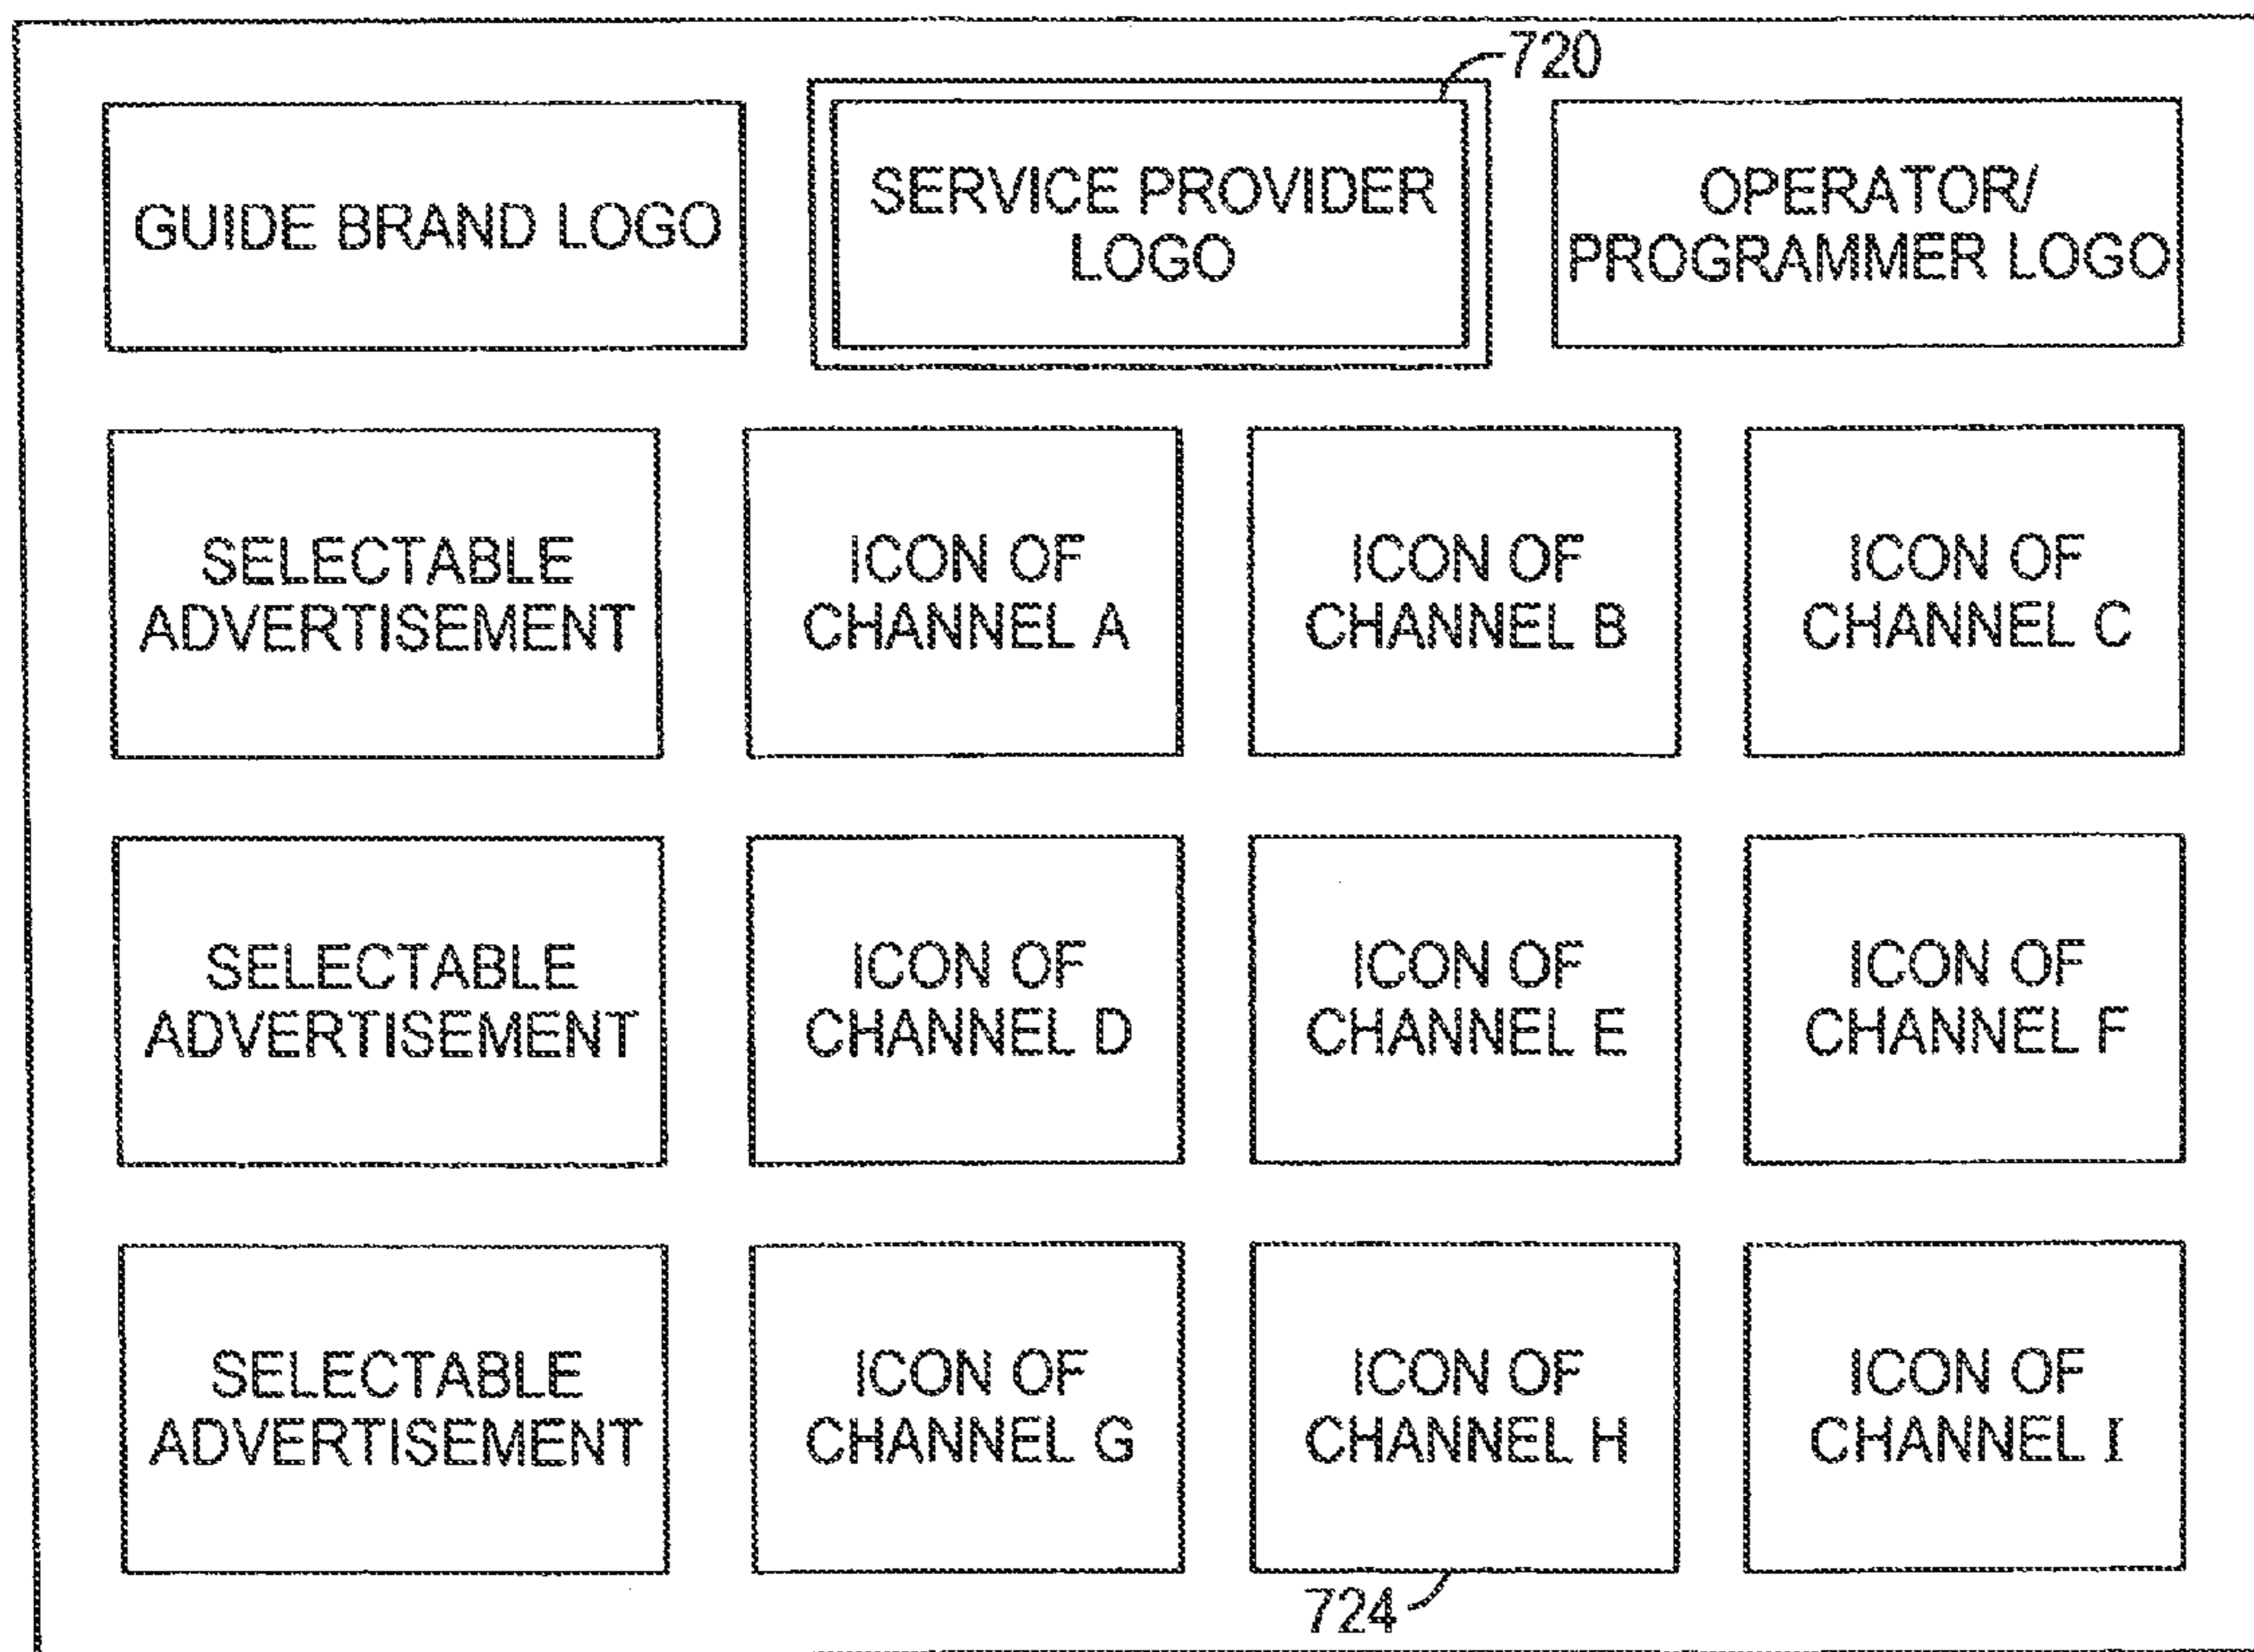 720
GUIDE BRAND LOGO
SERVICE PROVIDER
LOGO
OPERATOR/
PROGRAMMER LOGO
SELECTABLE
ADVERTISEMENT
ICON OF
CHANNEL A
ICON OF
CHANNEL B
ICON OF
CHANNEL C
SELECTABLE
ADVERTISEMENT
ICON OF
CHANNEL D
ICON OF
CHANNEL E
ICON OF
CHANNEL F
SELECTABLE
ADVERTISEMENT
ICON OF
CHANNEL G
ICON OF
CHANNEL H
ICON OF
CHANNEL I
724